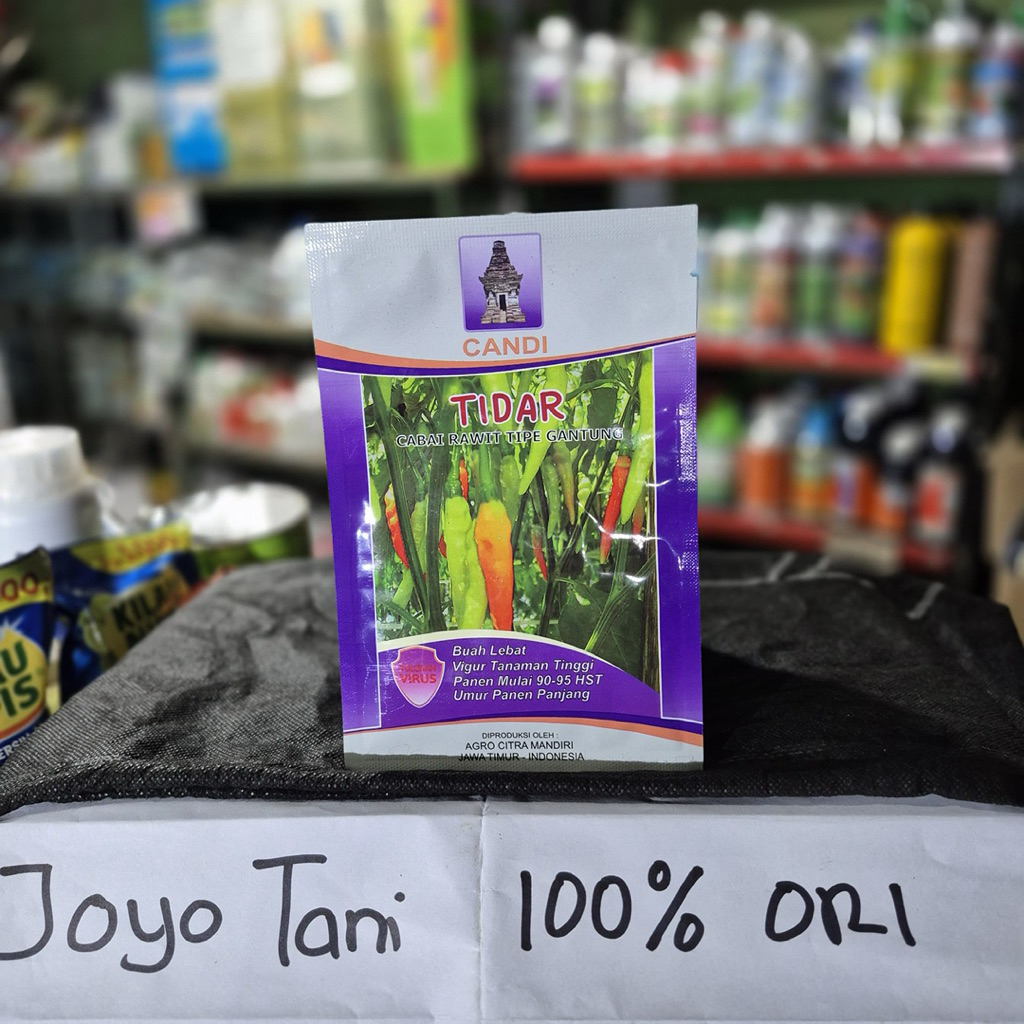 CANDI
TIDAR
CABAI RAWIT TIPE GANTUNG
VIRUS
Buah Lebat
Vigur Tanaman Tinggi
Panen Mulai 90-95 HST
Umur Panen Panjang
DIPRODUKSI OLEH :
AGRO CITRA MANDIRI
JAWA TIMUR - INDONESIA
Joyo Tani 100% ORI